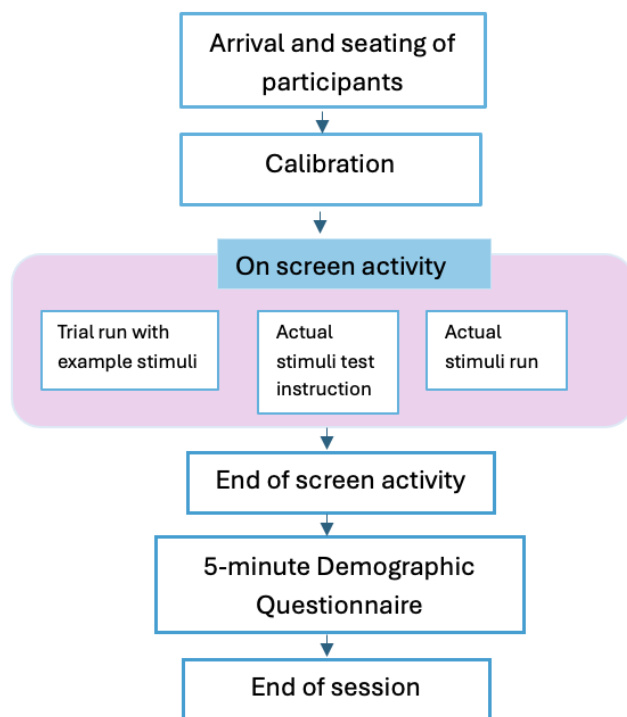 Arrival and seating of
participants
Calibration
On screen activity
Trial run with
example stimuli
Actual
stimuli test
instruction
Actual
stimuli run
End of screen activity
5-minute Demographic
Questionnaire
End of session